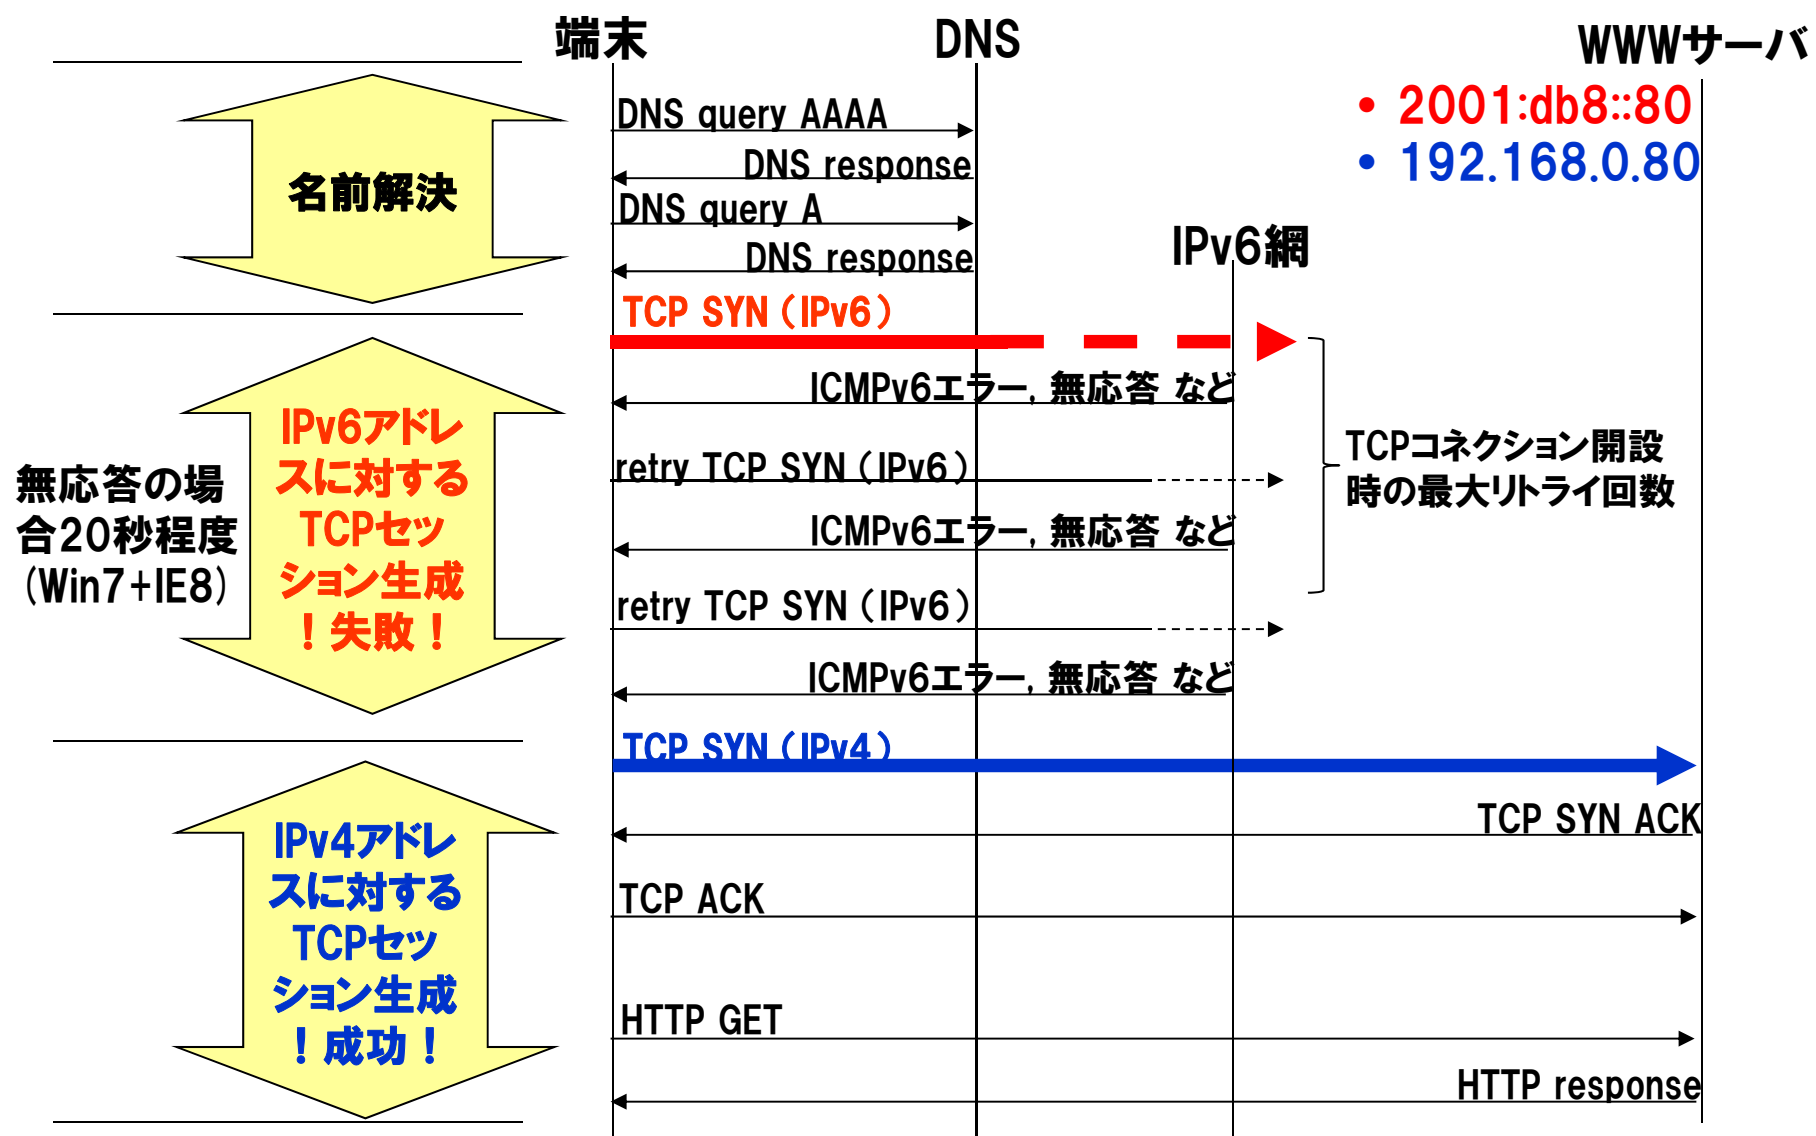 端末
DNS
WWWサーバ
• 2001:db8::80
• 192.168.0.80
DNS query AAAA
DNS response
DNS query A
DNS response
名前解決
IPv6網
TCP SYN（IPv6）
ICMPv6エラー, 無応答 など
retry TCP SYN（IPv6）
ICMPv6エラー, 無応答 など
retry TCP SYN（IPv6）
ICMPv6エラー, 無応答 など
TCPコネクション開設
時の最大リトライ回数
IPv6アドレ
スに対する
TCPセッ
ション生成
！失敗！
無応答の場
合20秒程度
(Win7+IE8)
TCP SYN（IPv4）
TCP SYN ACK
TCP ACK
HTTP GET
HTTP response
IPv4アドレ
スに対する
TCPセッ
ション生成
！成功！